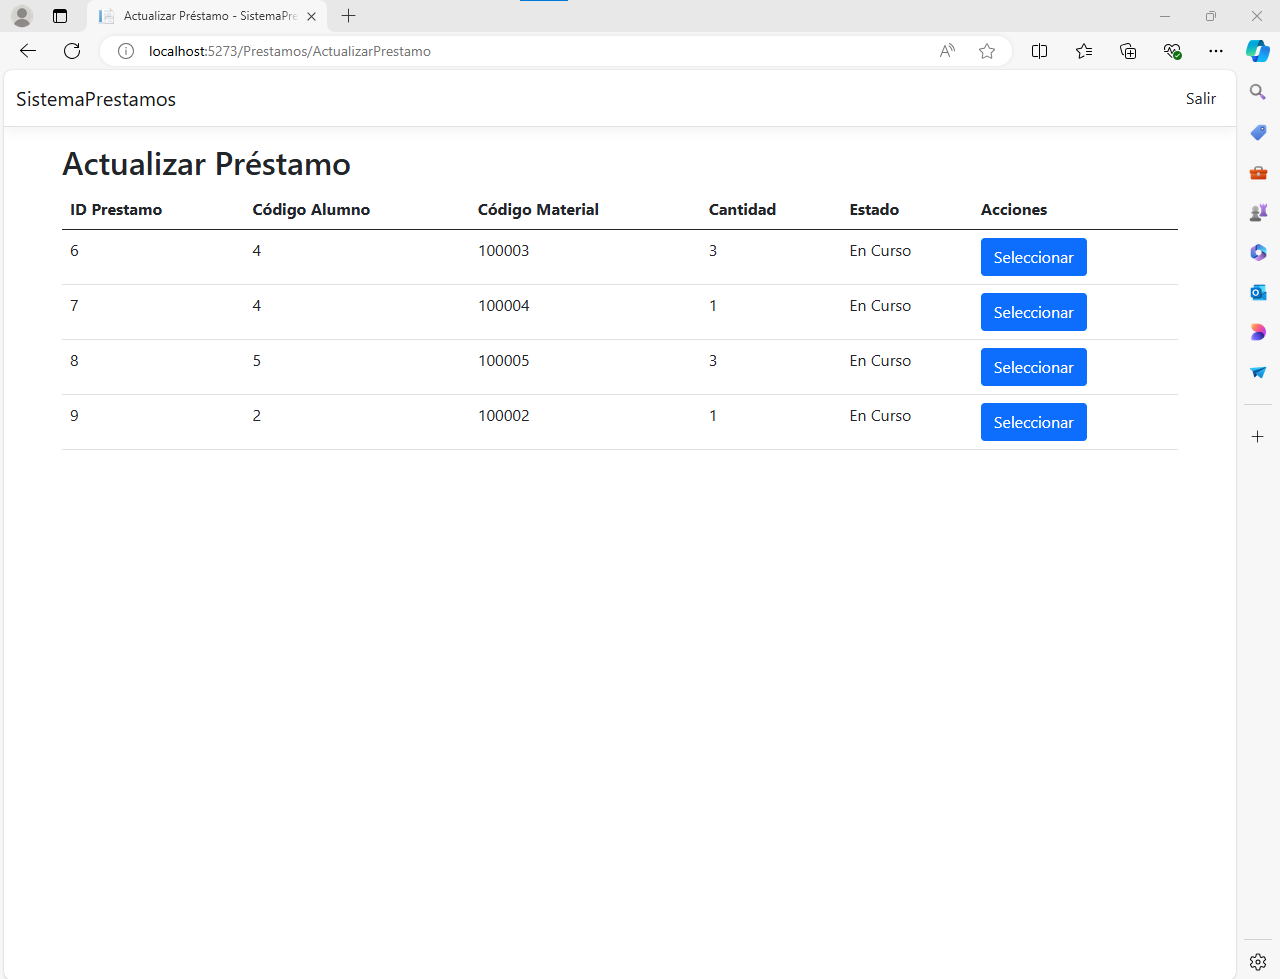 Actualizar Préstamo - SistemaPre
localhost:5273/Prestamos/ActualizarPrestamo
SistemaPrestamos
Salir
Actualizar Préstamo
ID Prestamo Código Alumno Código Material Cantidad Estado Acciones
6 4 100003 3 En Curso Seleccionar
7 4 100004 1 En Curso Seleccionar
8 5 100005 3 En Curso Seleccionar
9 2 100002 1 En Curso Seleccionar